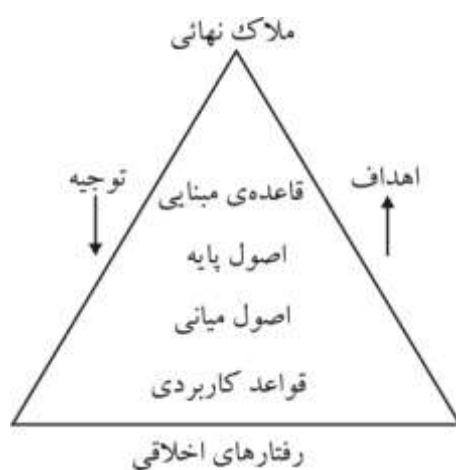 ملاک نهائی
توجیه
اهداف
قاعده‌ی مبنایی
اصول پایه
اصول میانی
قواعد کاربردی
رفتارهای اخلاقی